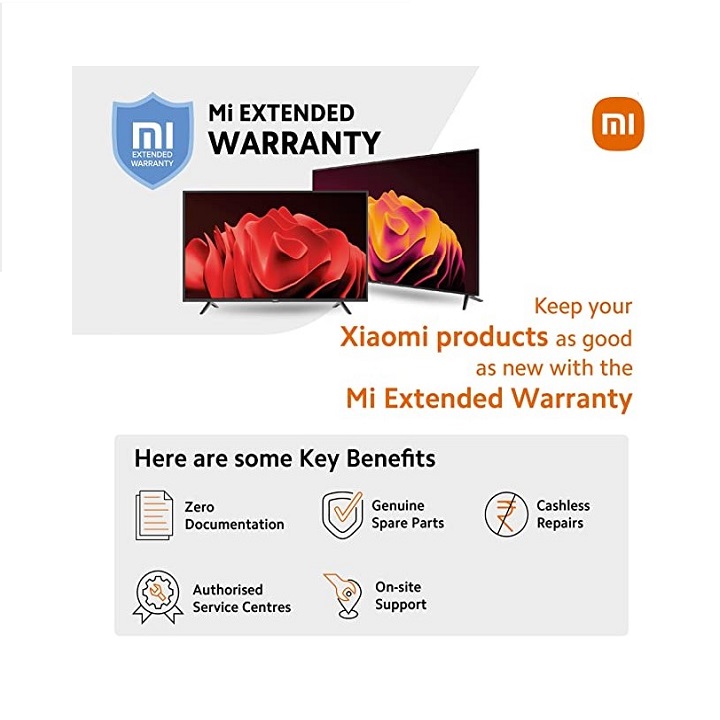 mi
EXTENDED
WARRANTY
Mi EXTENDED
WARRANTY
mi
Keep your
Xiaomi products as good
as new with the
Mi Extended Warranty
Here are some Key Benefits
Zero
Documentation
Genuine
Spare Parts
₹
Cashless
Repairs
Authorised
Service Centres
On-site
Support